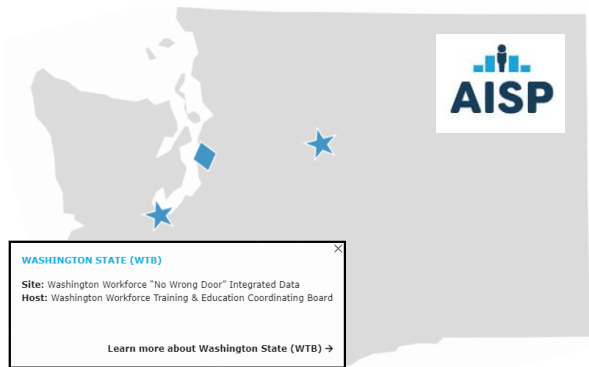 AISP
WASHINGTON STATE (WTB)
Site: Washington Workforce "No Wrong Door" Integrated Data
Host: Washington Workforce Training & Education Coordinating Board
Learn more about Washington State (WTB) →